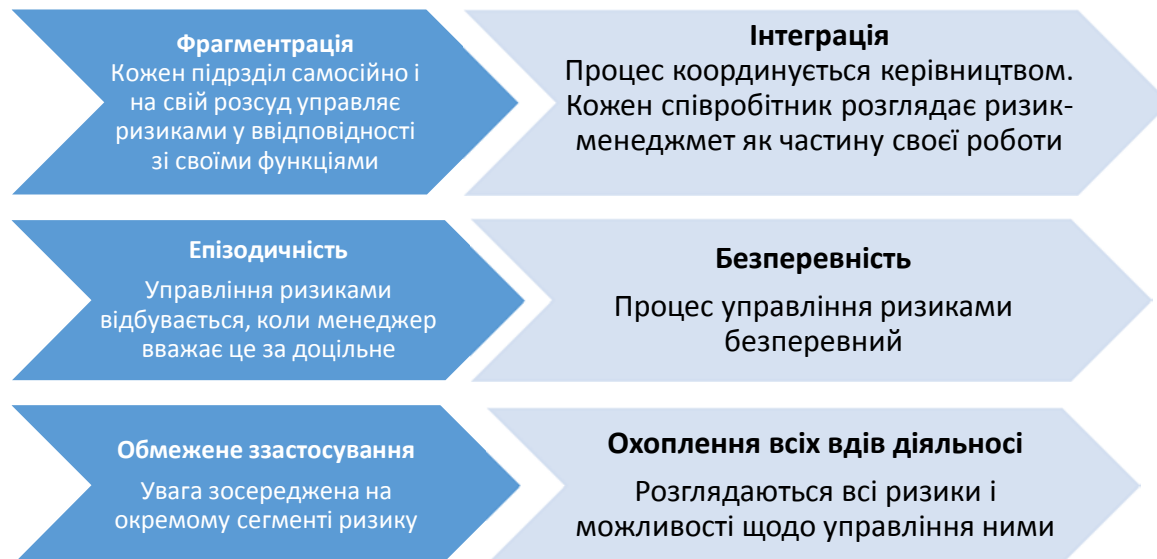 Фрагментрація
Кожен підрзділ самосійно і
на свій розсуд управляє
ризиками у ввідповідності
зі своїми функціями
Інтеграція
Процес координується керівництвом.
Кожен співробітник розглядає ризик-
менеджмет як частину своєї роботи
Епізодичність
Управління ризиками
відбувається, коли менеджер
вважає це за доцільне
Безперевність
Процес управління ризиками
безперевний
Обмежене ззастосування
Увага зосереджена на
окремому сегменті ризику
Охоплення всіх вдів діяльносі
Розглядаються всі ризики і
можливості щодо управління ними